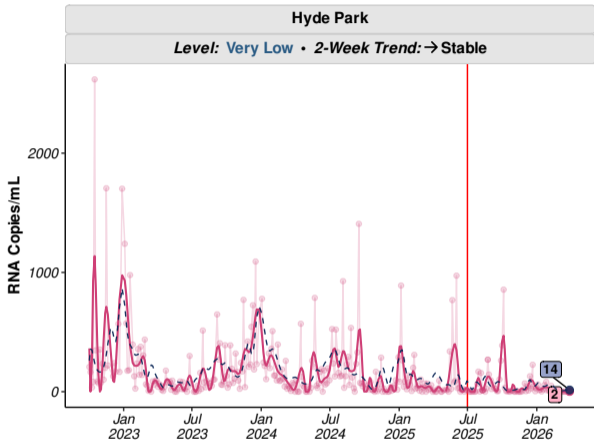 Hyde Park
Level: Very Low • 2-Week Trend: → Stable
RNA Copies/mL
2000
1000
0
14
2
Jan 2023
Jul
Jan 2024
Jul 2024
Jan 2025
Jul 2025
Jan 2026